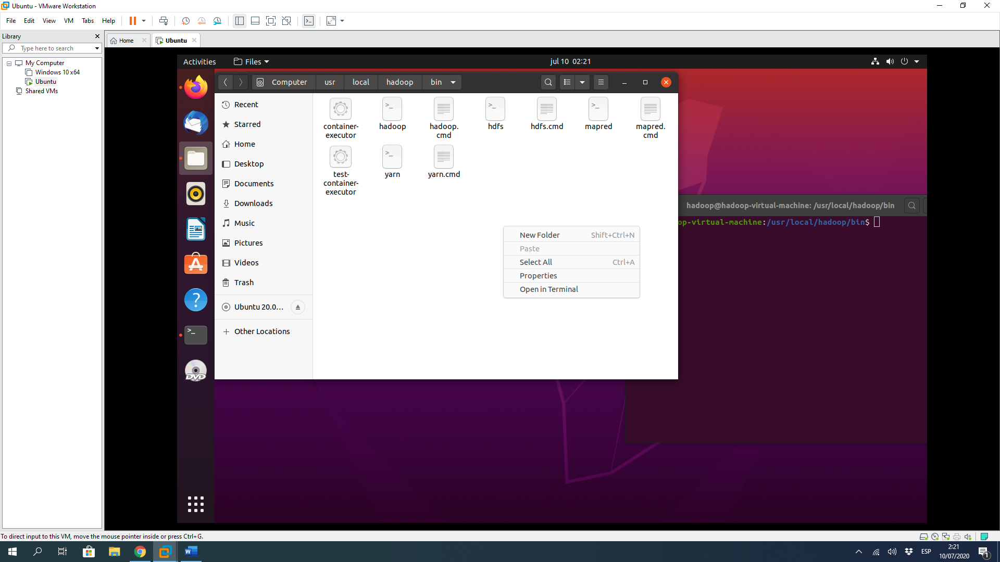 Ubuntu - VMware Workstation
File Edit View VM Tabs Help
Library
Type here to search
My Computer
Windows 10 x64
Ubuntu
Shared VMs
Home
Ubuntu
Activities
Files
jul 10 02:21
Computer usr local hadoop bin
Recent
Starred
Home
Desktop
Documents
Downloads
Music
Pictures
Videos
Trash
Ubuntu 20.0...
Other Locations
container-
executor
hadoop
hadoop.
cmd
hdfs
hdfs.cmd
mapred
mapred.
cmd
test-
container-
executor
yarn
yarn.cmd
New Folder Shift+Ctrl+N
Paste
Select All Ctrl+A
Properties
Open in Terminal
hadoop@hadoop-virtual-machine: /usr/local/hadoop/bin
op-virtual-machine:/usr/local/hadoop/bin$
DVD
To direct input to this VM, move the mouse pointer inside or press Ctrl+G.
W
ESP
2:21
10/07/2020
1